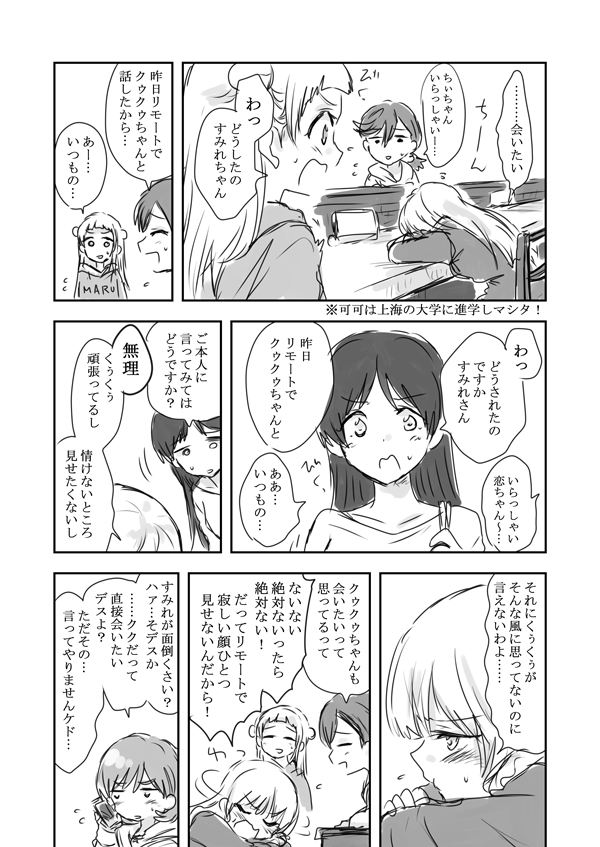 ………会いたい
ちーん
ちぃちゃん
いらっしゃい！
わっ
どうしたの
すみれちゃん
昨日リモートで
クゥクゥちゃんと
話したから…
あー…
いつもの…
MARU
※可可は上海の大学に進学しマシタ！
わっ
どうされたの
ですか
すみれさん
いらっしゃい
恋ちゃん〜…
昨日
リモートで
クゥクゥちゃんと
ああ…
いつもの…
ご本人に
言ってみては
どうですか？
無理
くぅくぅ
頑張ってるし
情けないところ
見せたくないし
それにくぅくぅが
そんな風に思ってないのに
言えないわよ……
クゥクゥちゃんも
会いたいって
思ってるって
ないない
絶対ないったら
絶対ない！
だってリモートで
寂しい顔ひとつ
見せないんだから！
すみれが面倒くさい？
ハァ…そデスか
……ククだって
直接会いたい
デスよ？
ただその…
言ってやりませんケド…